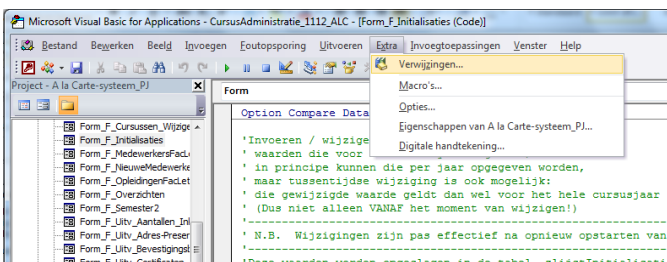 Microsoft Visual Basic for Applications - CursusAdministratie_1112_ALC - [Form_F_Initialisaties (Code)]
Bestand Bewerken Beeld Invoegen Foutopsporing Uitvoeren Extra Invoegtoepassingen Venster Help
Verwijzingen...
Macro's...
Opties...
Eigenschappen van A la Carte-systeem_PJ...
Digitale handtekening...
Project - A la Carte-systeem_PJ
Form_F_Cursussen_Wijzige
Form_F_Initialisaties
Form_F_MedewerkersFacL
Form_F_NieuweMedewerke
Form_F_OpleidingenFacLet
Form_F_Overzichten
Form_F_Semester2
Form_F_Uitv_Aantallen_Inl
Form_F_Uitv_Adres-Preser
Form_F_Uitv_Bevestigingsb
Form
Option Compare Data
'Invoeren / wijzige
' waarden die voor
' in principe kunnen die per jaar opgegeven worden,
' maar tussentijdse wijziging is ook mogelijk:
' die gewijzigde waarde geldt dan wel voor het hele cursusjaar
' (Dus niet alleen VANAF het moment van wijzigen!)
'---------------------------------------------------------------
' N.B. Wijzigingen zijn pas effectief na opnieuw opstarten van
'---------------------------------------------------------------